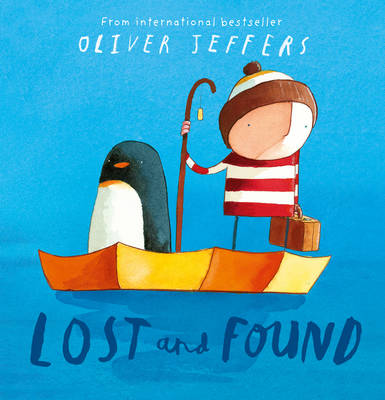 From international bestseller
OLIVER JEFFERS
LOST and FOUND